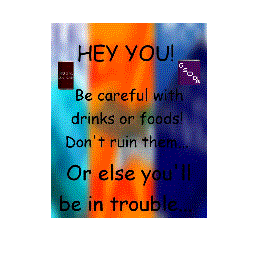 HEY YOU!
Be careful with
drinks or foods!
Don't ruin them
Or else you'll
be in trouble...